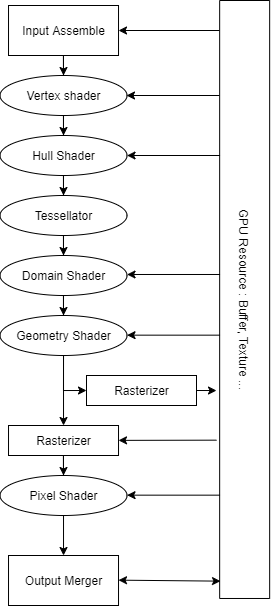 Input Assemble
Vertex shader
Hull Shader
Tessellator
Domain Shader
Geometry Shader
Rasterizer
Rasterizer
Pixel Shader
Output Merger
GPU Resource : Buffer, Texture ...